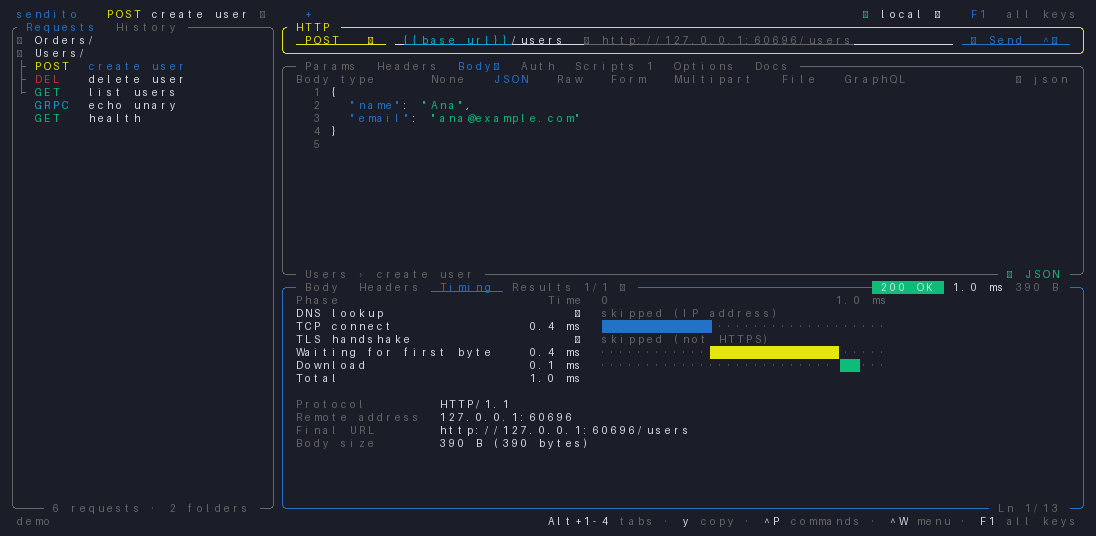 sendito POST create user + local F1 all keys
Requests History
HTTP
Orders/
POST {{base_url}}/users http://127.0.0.1:60696/users Send ^
Users/
POST create user
DEL delete user
GET list users
GRPC echo unary
GET health
Params Headers Body Auth Scripts 1 Options Docs
Body type None JSON Raw Form Multipart File GraphQL json
1 {
2 "name": "Ana",
3 "email": "ana@example.com"
4 }
5
Users › create user JSON
Body Headers Timing Results 1/1 200 OK 1.0 ms 390 B
Phase Time 0 1.0 ms
DNS lookup skipped (IP address)
TCP connect 0.4 ms
TLS handshake skipped (not HTTPS)
Waiting for first byte 0.4 ms
Download 0.1 ms
Total 1.0 ms
Protocol HTTP/1.1
Remote address 127.0.0.1:60696
Final URL http://127.0.0.1:60696/users
Body size 390 B (390 bytes)
6 requests · 2 folders
Ln 1/13
demo
Alt+1-4 tabs · y copy · ^P commands · ^W menu · F1 all keys